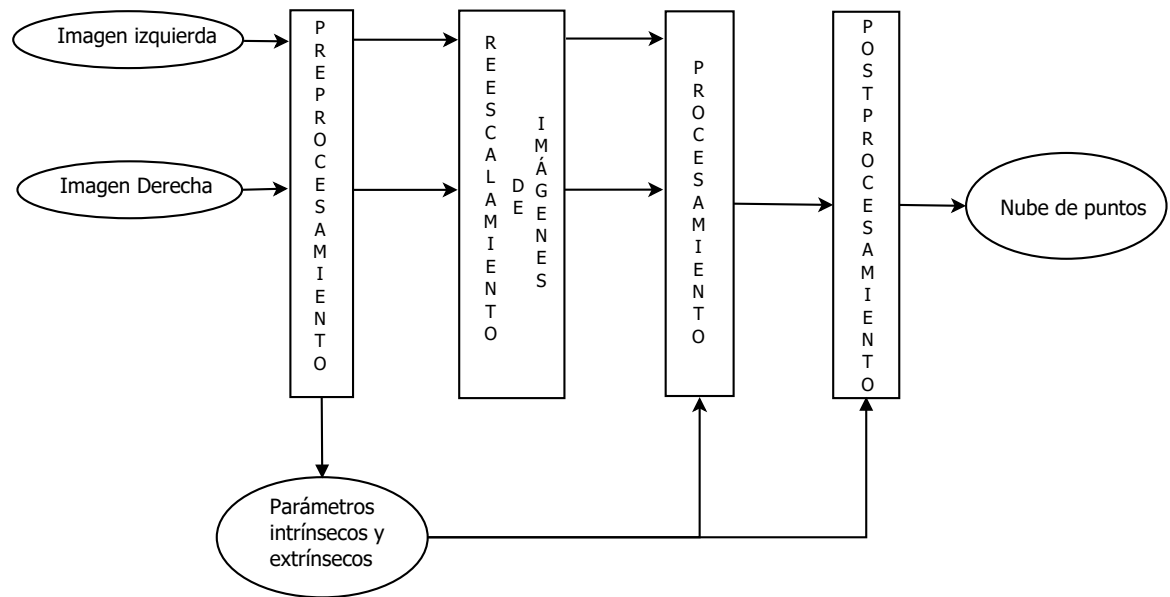 Imagen izquierda
Imagen Derecha
PREPROCESAMIENTO
REESCALAMIENTO
DE
IMÁGENES
PROCESAMIENTO
POSTPROCESAMIENTO
Nube de puntos
Parámetros
intrínsecos y
extrínsecos